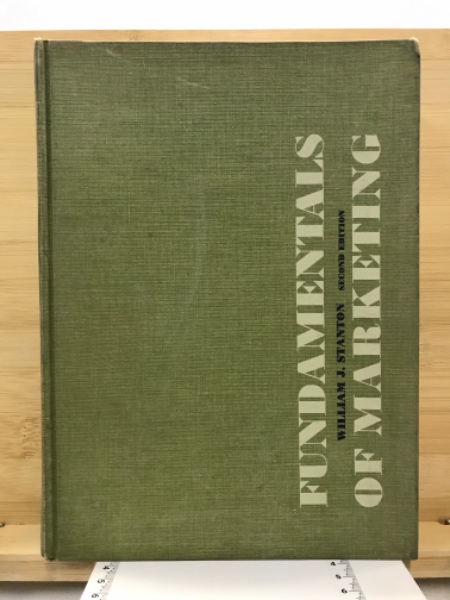 FUNDAMENTALS
WILLIAM J. STANTON SECOND EDITION
OF MARKETING